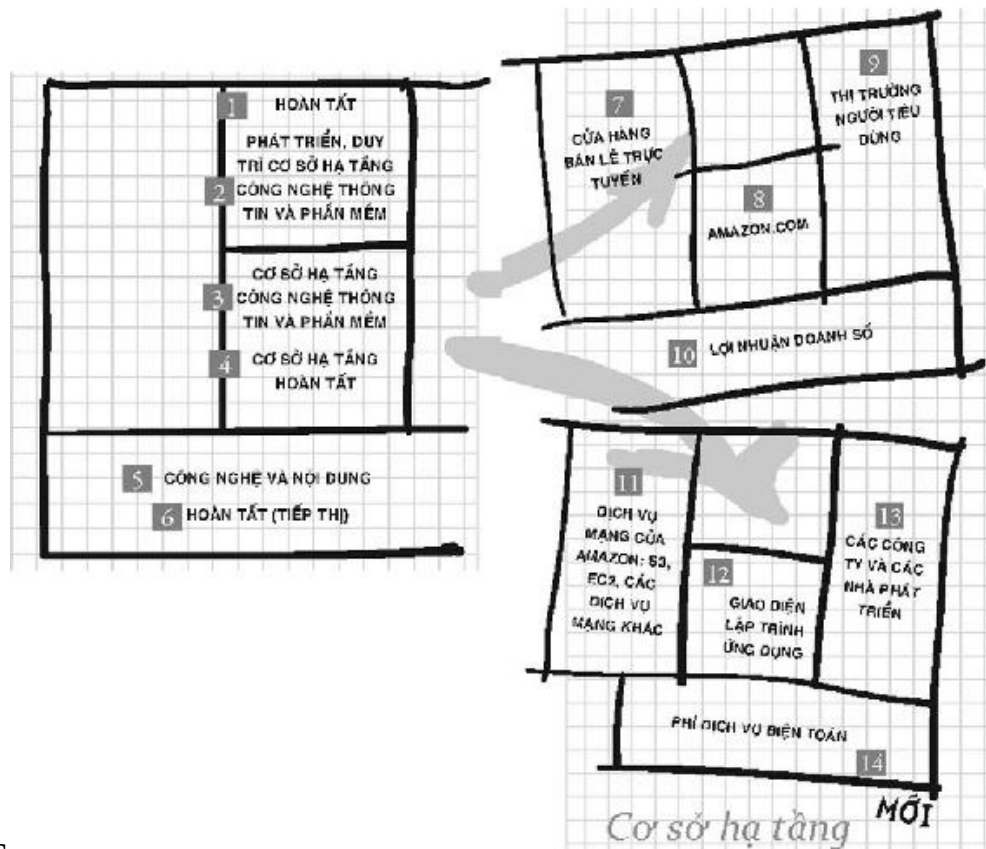 1 HOÀN TẤT
PHÁT TRIỂN, DUY
TRÌ CƠ SỞ HẠ TẦNG
2 CÔNG NGHỆ THÔNG
TIN VÀ PHẦN MỀM
CƠ SỞ HẠ TẦNG
3 CÔNG NGHỆ THÔNG
TIN VÀ PHẦN MỀM
4 CƠ SỞ HẠ TẦNG
HOÀN TẤT
5 CÔNG NGHỆ VÀ NỘI DUNG
6 HOÀN TẤT (TIẾP THỊ)
7
CỬA HÀNG
BÁN LẺ TRỰC
TUYẾN
8
AMAZON.COM
9
THỊ TRƯỜNG
NGƯỜI TIÊU
DÙNG
10 LỢI NHUẬN DOANH SỐ
11
DỊCH VỤ
MẠNG CỦA
AMAZON: S3,
EC2, CÁC
DỊCH VỤ
MẠNG KHÁC
12
GIAO DIỆN
LẬP TRÌNH
ỨNG DỤNG
13
CÁC CÔNG
TY VÀ CÁC
NHÀ PHÁT
TRIỂN
PHÍ DỊCH VỤ ĐIỆN TOÁN
14
MỚI
Cơ sở hạ tầng